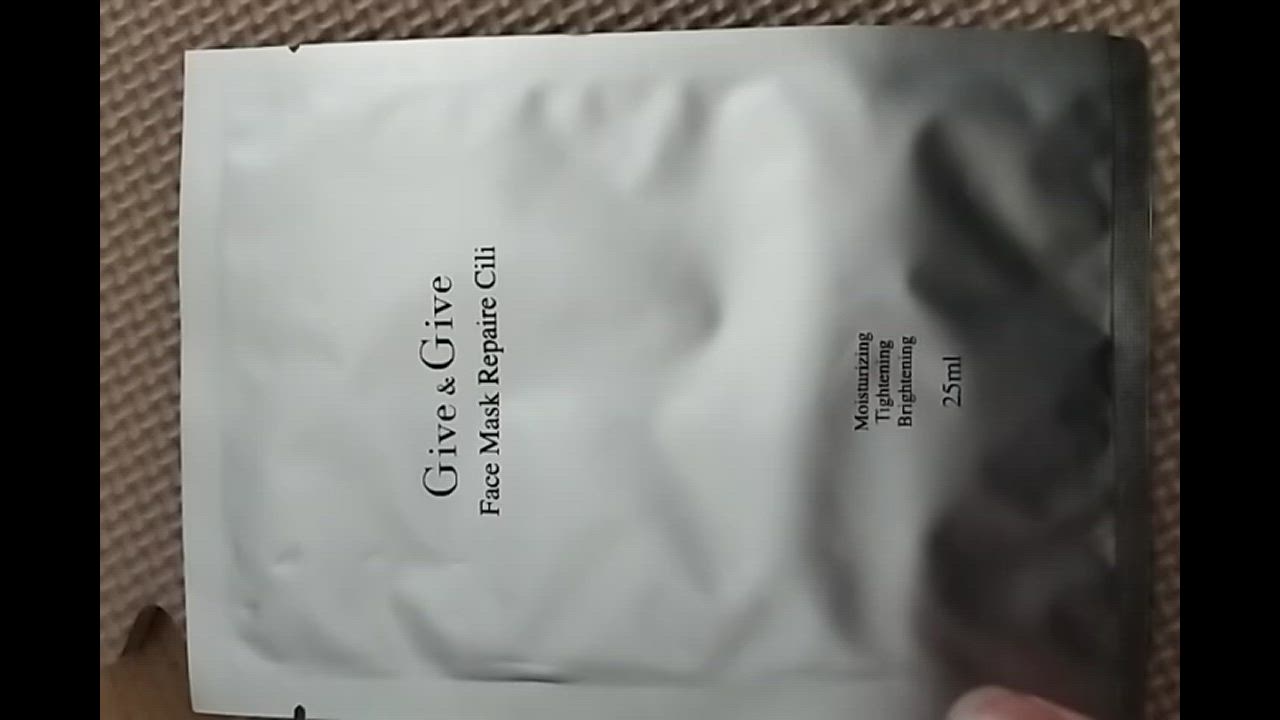 Give & Give
Face Mask Repaire Cili
Moisturizing
Tightening
Brightening
25ml